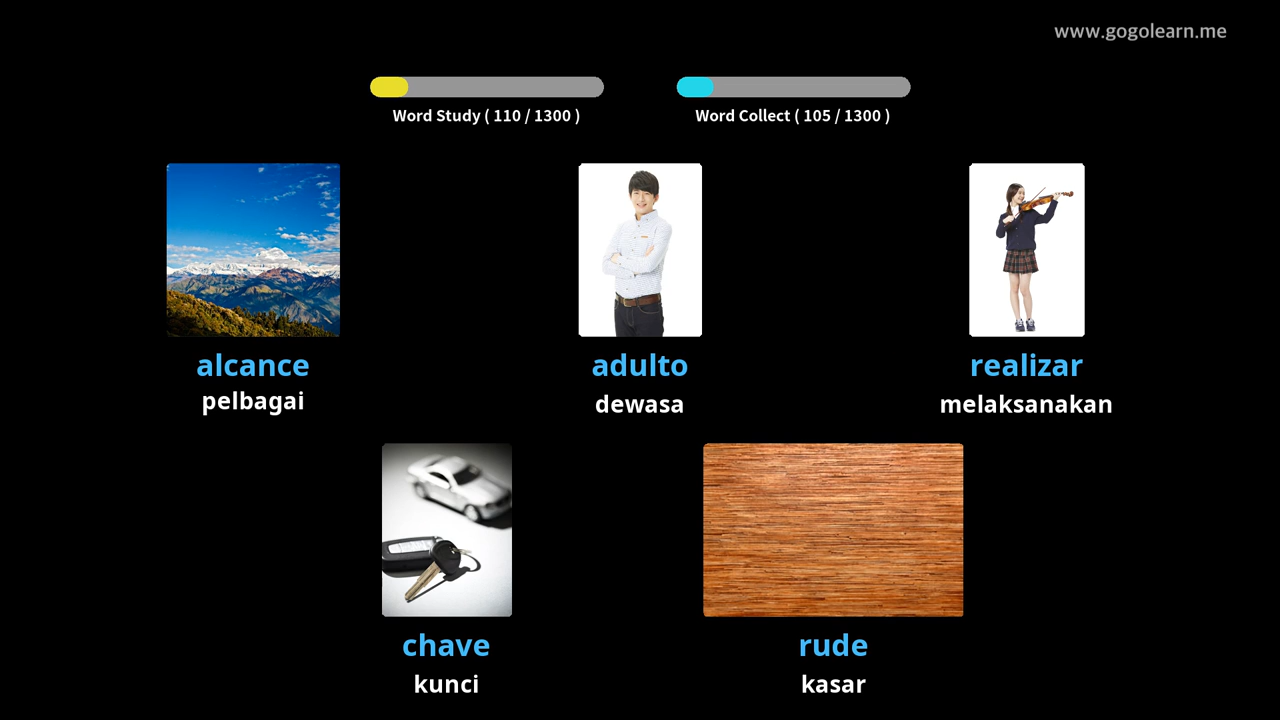 www.gogolearn.me
Word Study ( 110 / 1300 )
Word Collect ( 105 / 1300 )
alcance
pelbagai
adulto
dewasa
realizar
melaksanakan
chave
kunci
rude
kasar